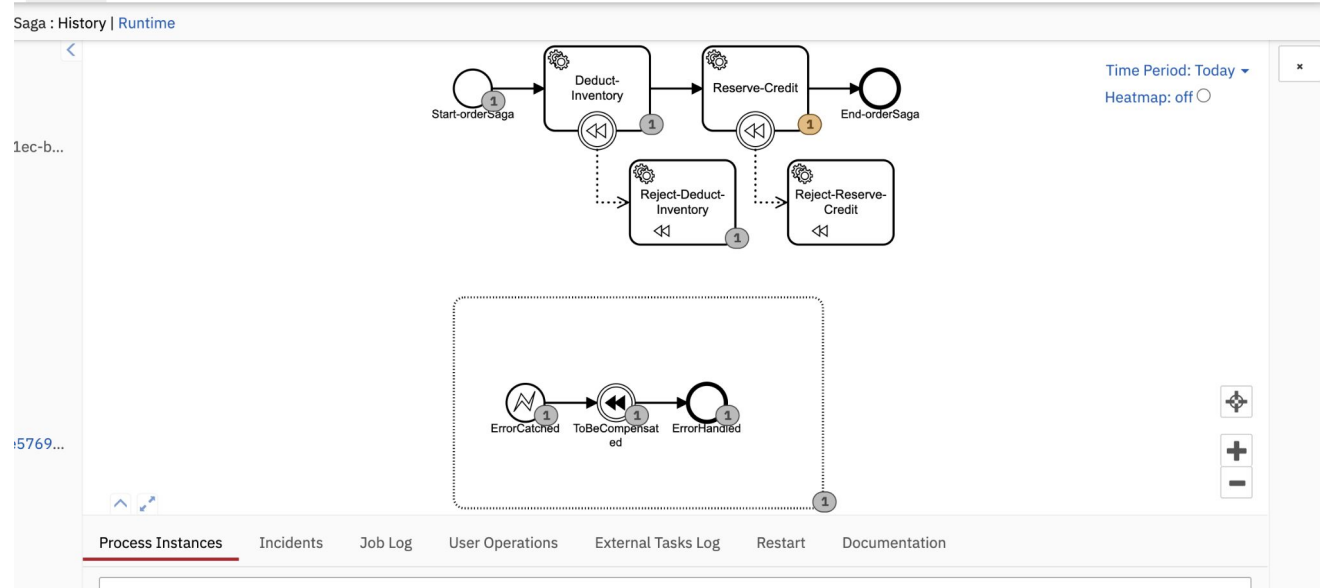 Saga : History | Runtime
Time Period: Today
Heatmap: off
×
1ec-b...
e5769...
Deduct-
Inventory
Reserve-Credit
Start-orderSaga
1
1
1
End-orderSaga
Reject-Deduct-
Inventory
1
Reject-Reserve-
Credit
ErrorCatched
1
ToBeCompensat
ed
1
ErrorHandled
1
1
Process Instances
Incidents
Job Log
User Operations
External Tasks Log
Restart
Documentation